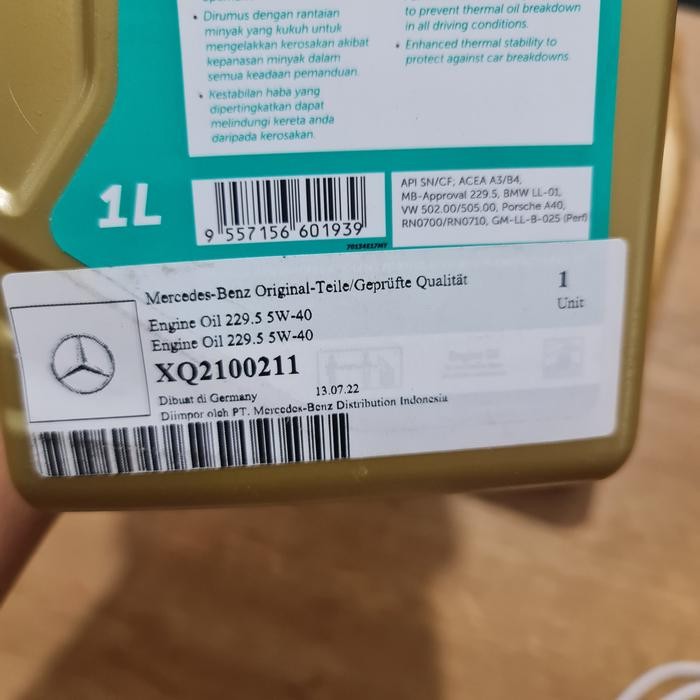 • Dirumus dengan rantaian
minyak yang kukuh untuk
mengelakkan kerosakan akibat
kepanasan minyak dalam
semua keadaan pemanduan.
• Kestabilan haba yang
dipertingkatkan dapat
melindungi kereta anda
daripada kerosakan.
to prevent thermal oil breakdown
in all driving conditions.
• Enhanced thermal stability to
protect against car breakdowns.
1L
9 557156 601939
API SN/CF, ACEA A3/B4,
MB-Approval 229.5, BMW LL-01,
VW 502.00/505.00, Porsche A40,
RN0700/RN0710, GM-LL-B-025 (Perf)
70134E17MY
Mercedes-Benz Original-Teile/Geprüfte Qualität
1
Unit
Engine Oil 229.5 5W-40
Engine Oil 229.5 5W-40
XQ2100211
Dibuat di Germany 13.07.22
Diimpor oleh PT. Mercedes-Benz Distribution Indonesia